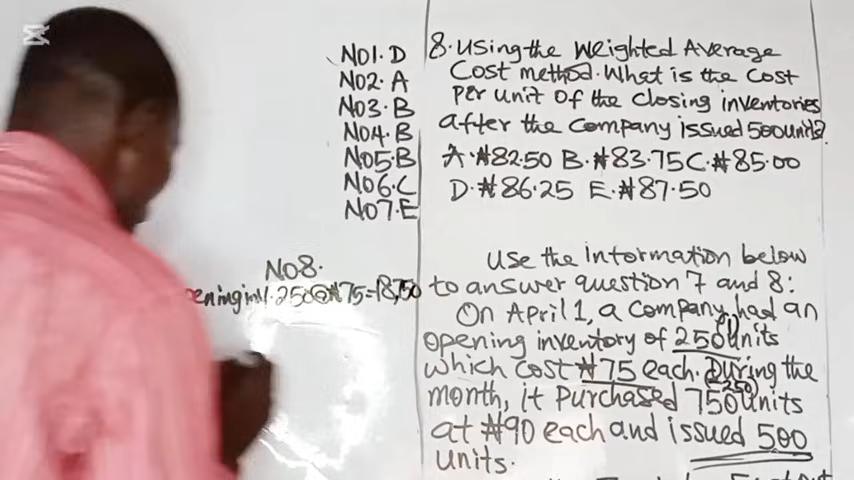 NO1. D
NO2. A
NO3. B
NO4. B
NO5. B
NO6. C
NO7. E
NO8.
pening inv. 250@₦75=18,750
8. Using the Weighted Average
Cost method. What is the Cost
Per Unit Of the Closing inventories
after the Company issued 500units?
A. ₦82.50 B. ₦83.75 C. ₦85.00
D. ₦86.25 E. ₦87.50
Use the information below
to answer question 7 and 8:
On April 1, a Company had an
opening inventory of 250units
which cost ₦75 each. During the
(-250)
month, it Purchased 750units
at ₦90 each and issued 500
units.